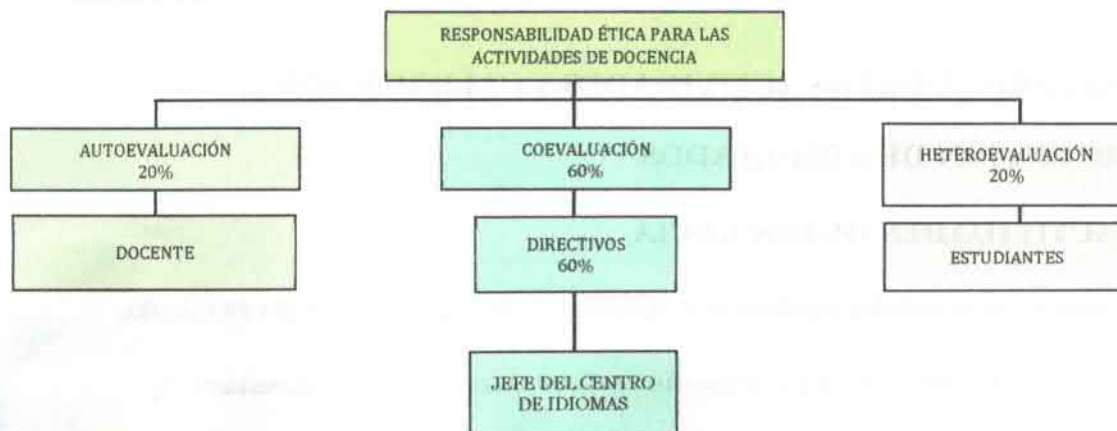 RESPONSABILIDAD ÉTICA PARA LAS
ACTIVIDADES DE DOCENCIA
AUTOEVALUACIÓN
20%
COEVALUACIÓN
60%
HETEROEVALUACIÓN
20%
DOCENTE
DIRECTIVOS
60%
ESTUDIANTES
JEFE DEL CENTRO
DE IDIOMAS